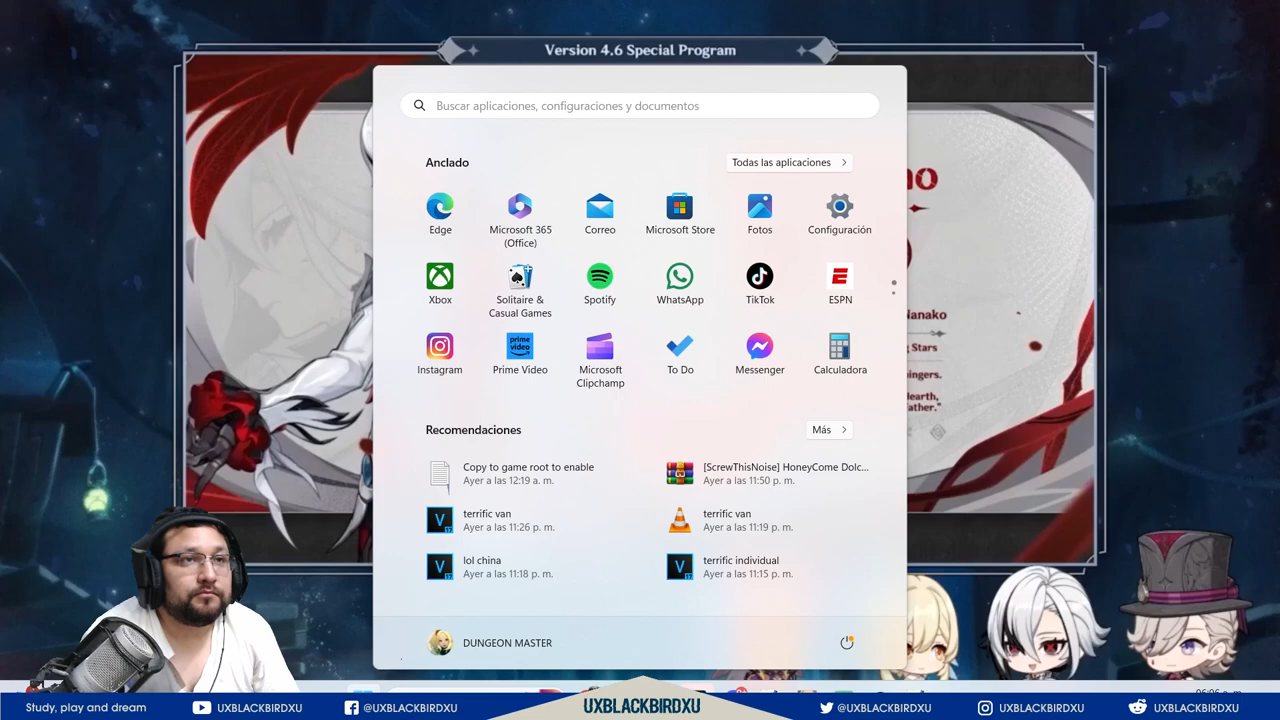 Version 4.6 Special Program
Buscar aplicaciones, configuraciones y documentos
Anclado
Todas las aplicaciones
Edge
Microsoft 365
(Office)
Correo
Microsoft Store
Fotos
Configuración
Xbox
Solitaire &
Casual Games
Spotify
WhatsApp
TikTok
ESPN
Instagram
prime
video
Prime Video
Microsoft
Clipchamp
To Do
Messenger
Calculadora
Nanako
Stars
Recomendaciones
Más
Copy to game root to enable
Ayer a las 12:19 a. m.
[ScrewThisNoise] HoneyCome Dolc...
Ayer a las 11:50 p. m.
terrific van
Ayer a las 11:26 p. m.
terrific van
Ayer a las 11:19 p. m.
lol china
Ayer a las 11:18 p. m.
terrific individual
Ayer a las 11:15 p. m.
DUNGEON MASTER
Study, play and dream
UXBLACKBIRDXU
@UXBLACKBIRDXU
UXBLACKBIRDXU
@UXBLACKBIRDXU
UXBLACKBIRDXU
UXBLACKBIRDXU